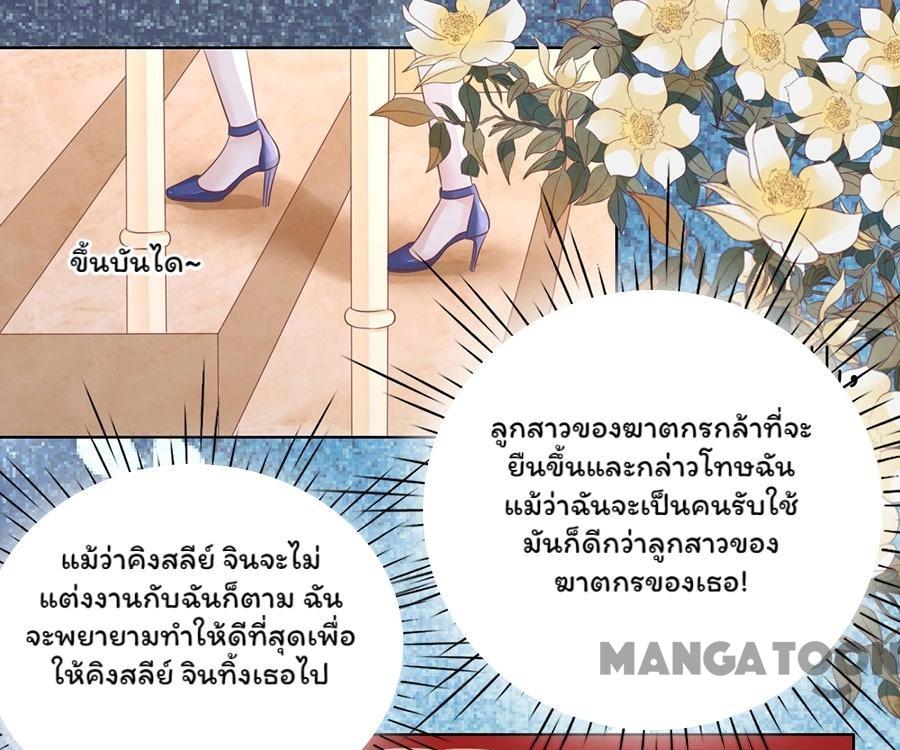 ขึ้นบันได~
ลูกสาวของฆาตกรกล้าที่จะ
ยืนขึ้นและกล่าวโทษฉัน
แม้ว่าฉันจะเป็นคนรับใช้
มันก็ดีกว่าลูกสาวของ
ฆาตกรของเธอ!
แม้ว่าคิงสลีย์ จินจะไม่
แต่งงานกับฉันก็ตาม ฉัน
จะพยายามทำให้ดีที่สุดเพื่อ
ให้คิงสลีย์ จินทิ้งเธอไป
MANGATOON